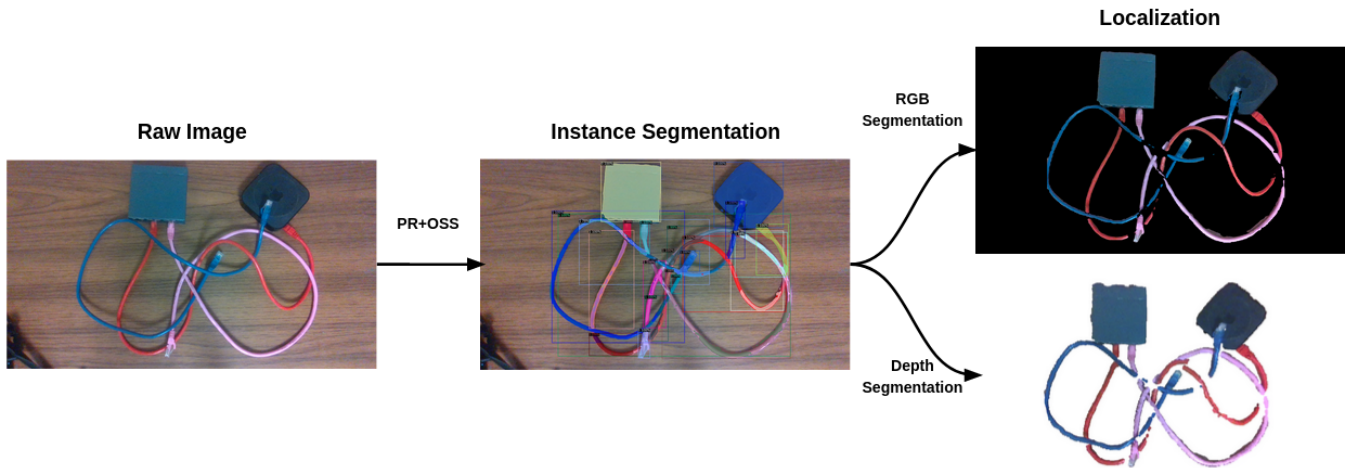 Localization
Raw Image
Instance Segmentation
RGB
Segmentation
PR+OSS
Depth
Segmentation